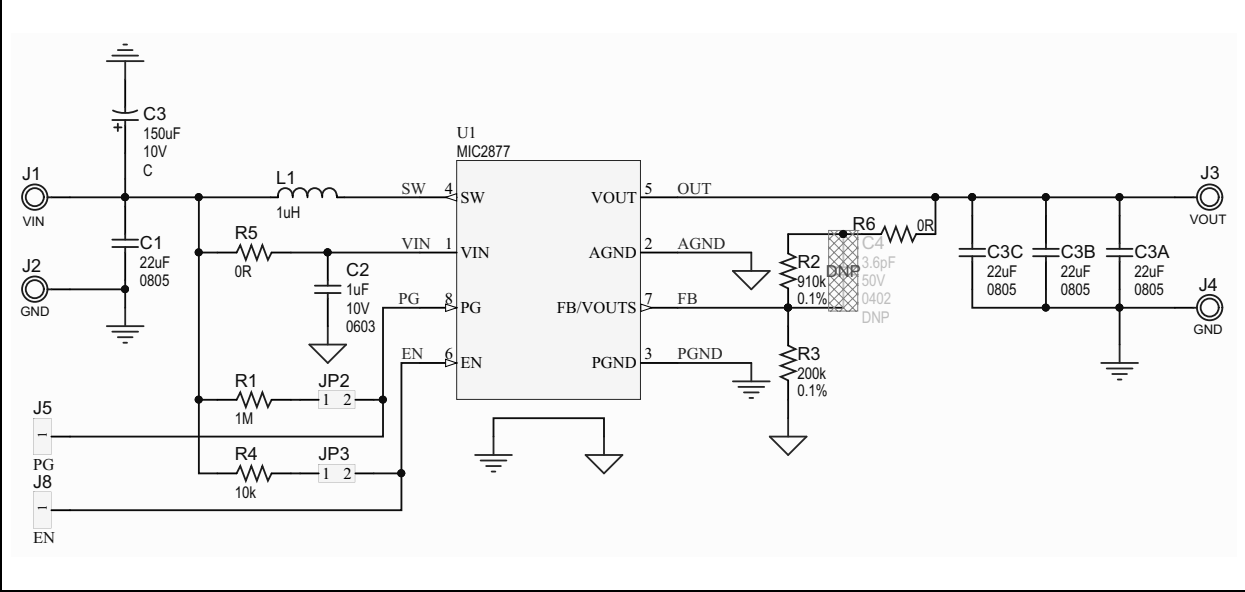 C3
150uF
10V
C
J1
VIN
C1
22uF
0805
J2
GND
L1
1uH
R5
0R
C2
1uF
10V
0603
R1
1M
JP2
1 2
R4
10k
JP3
1 2
J5
1
PG
J8
1
EN
U1
MIC2877
SW 4 SW
VIN 1 VIN
PG 8 PG
EN 6 EN
VOUT 5 OUT
AGND 2 AGND
FB/VOUTS 7 FB
PGND 3 PGND
R6 0R
R2
910k
0.1%
DNP
C4
3.6pF
50V
0402
DNP
R3
200k
0.1%
C3C
22uF
0805
C3B
22uF
0805
C3A
22uF
0805
J3
VOUT
J4
GND